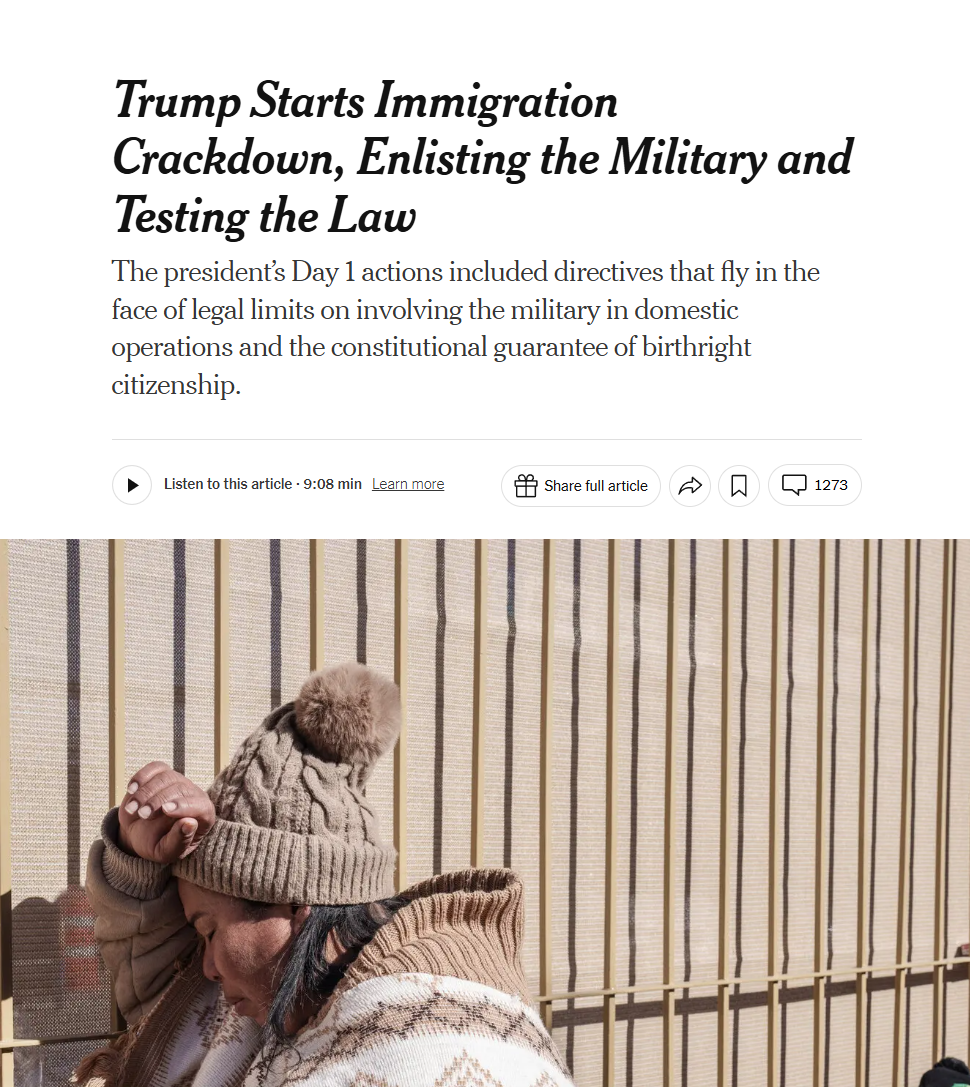 Trump Starts Immigration
Crackdown, Enlisting the Military and
Testing the Law
The president’s Day 1 actions included directives that fly in the
face of legal limits on involving the military in domestic
operations and the constitutional guarantee of birthright
citizenship.
Listen to this article · 9:08 min Learn more
Share full article
1273